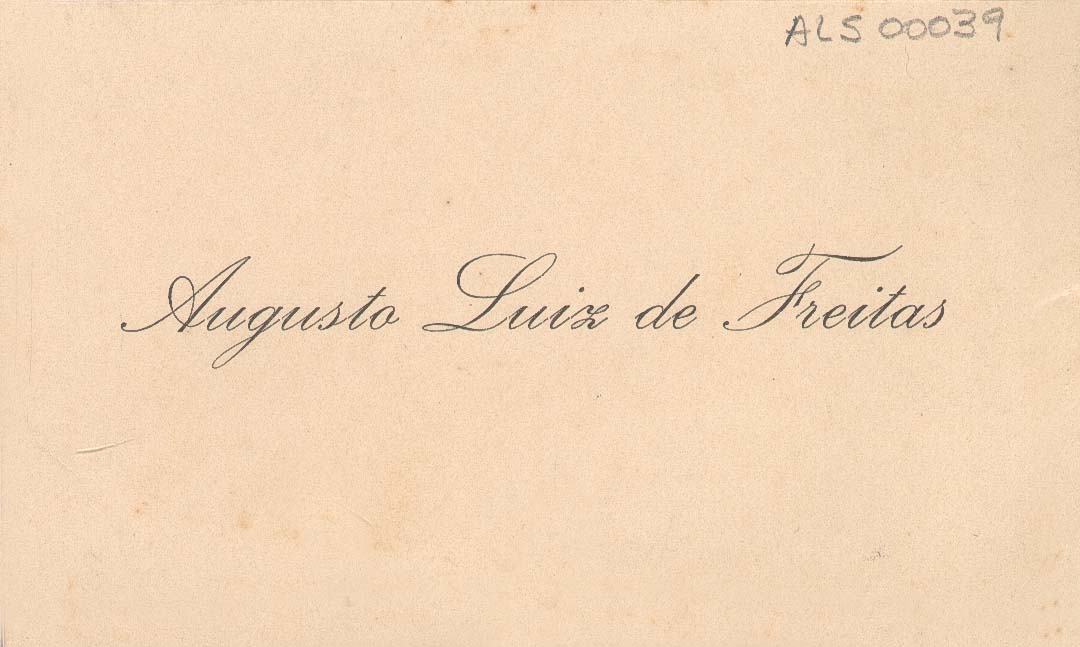 ALS 00039
Augusto Luiz de Freitas